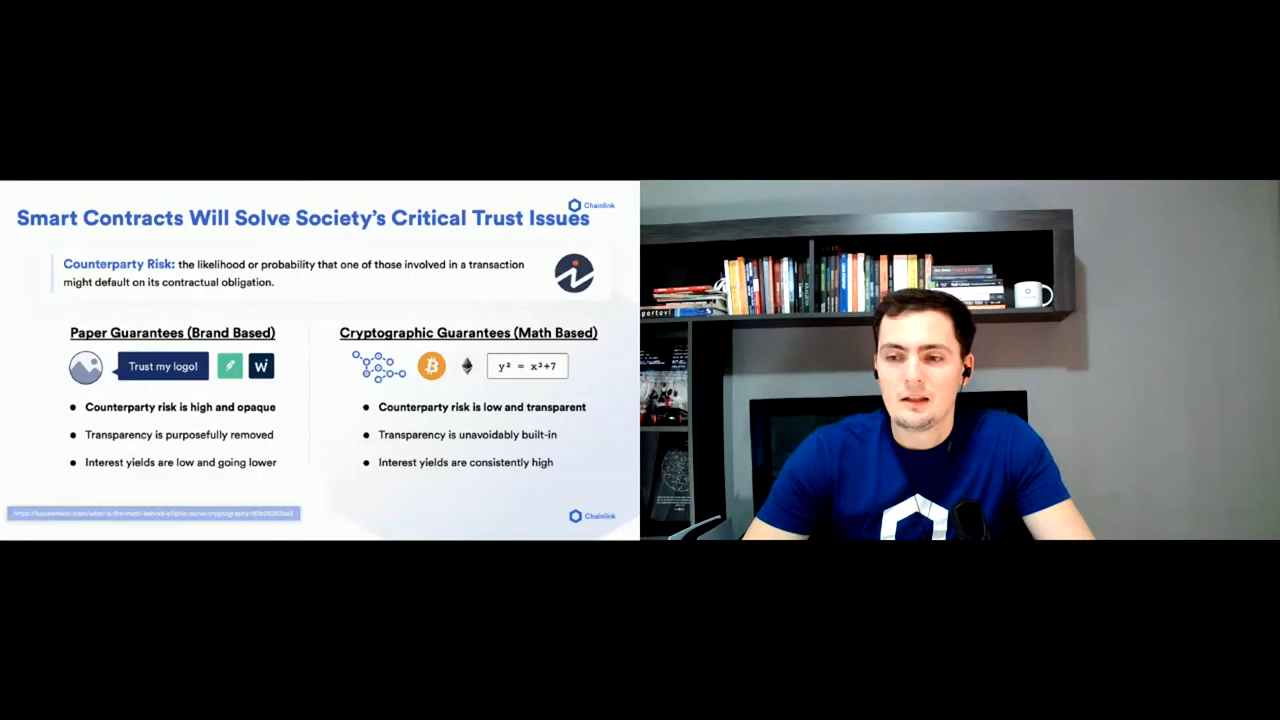 Chainlink
Smart Contracts Will Solve Society's Critical Trust Issues
Counterparty Risk: the likelihood or probability that one of those involved in a transaction
might default on its contractual obligation.
Paper Guarantees (Brand Based)
Trust my logo!
W
Counterparty risk is high and opaque
Transparency is purposefully removed
Interest yields are low and going lower
Cryptographic Guarantees (Math Based)
y² = x³+7
Counterparty risk is low and transparent
Transparency is unavoidably built-in
Interest yields are consistently high
Chainlink